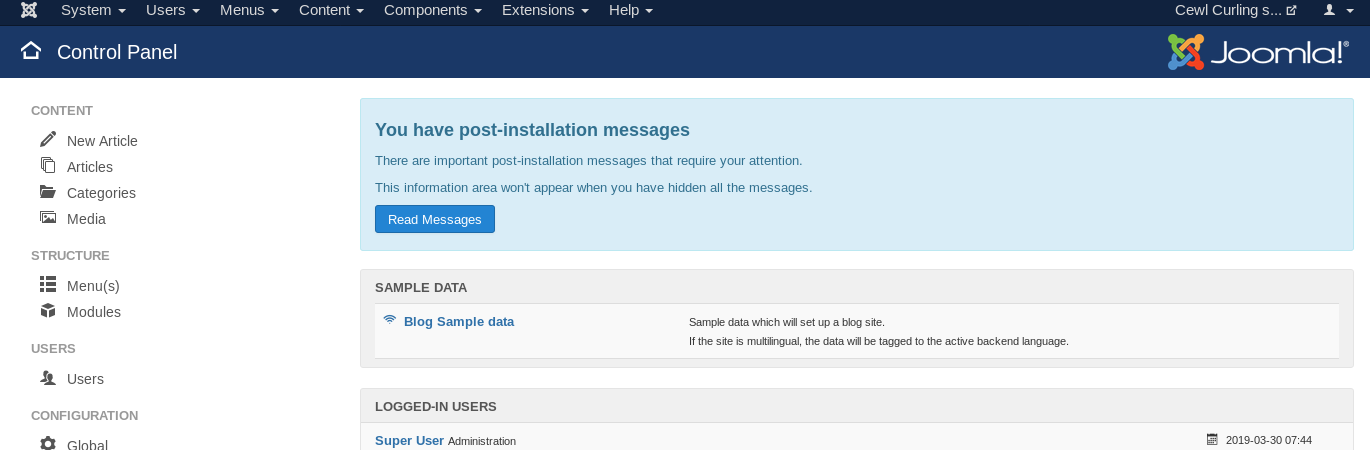 System Users Menus Content Components Extensions Help Cewl Curling s...
Control Panel Joomla!®
CONTENT
New Article
Articles
Categories
Media
STRUCTURE
Menu(s)
Modules
USERS
Users
CONFIGURATION
Global
You have post-installation messages
There are important post-installation messages that require your attention.
This information area won't appear when you have hidden all the messages.
Read Messages
SAMPLE DATA
Blog Sample data
Sample data which will set up a blog site.
If the site is multilingual, the data will be tagged to the active backend language.
LOGGED-IN USERS
Super User Administration 2019-03-30 07:44